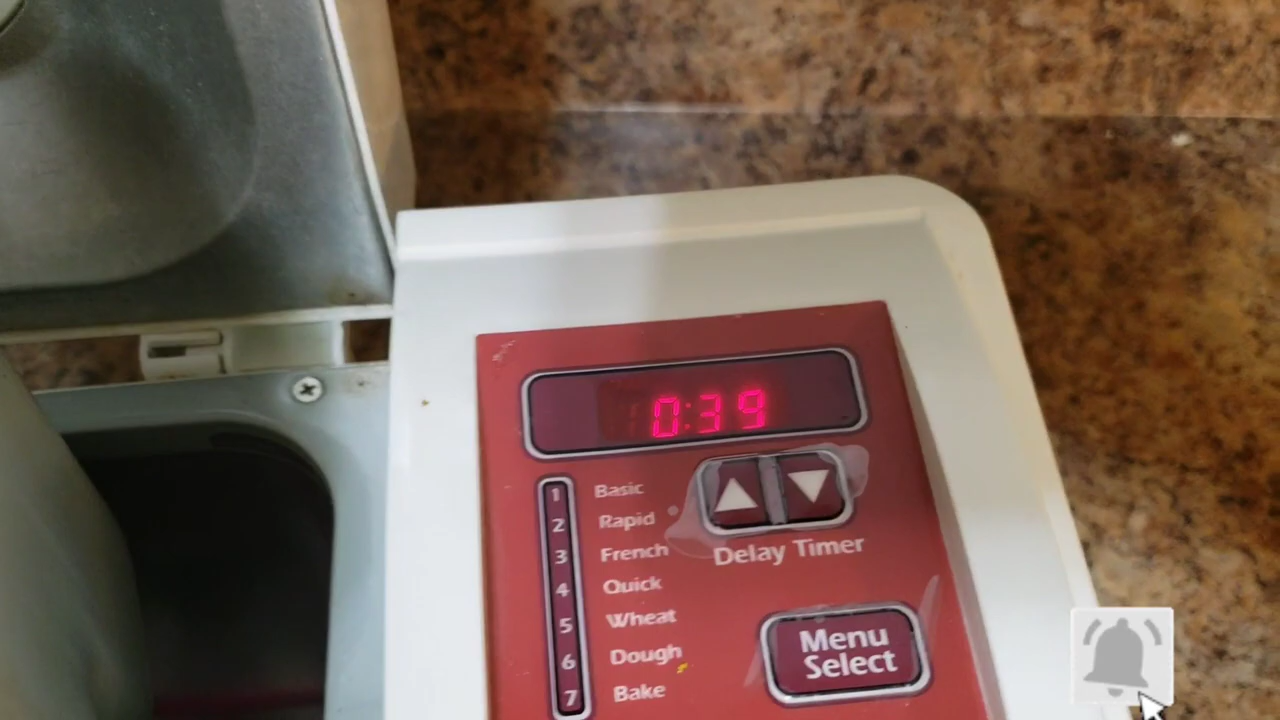 0:39
1 Basic
2 Rapid
3 French
4 Quick
5 Wheat
6 Dough
7 Bake
Delay Timer
Menu
Select